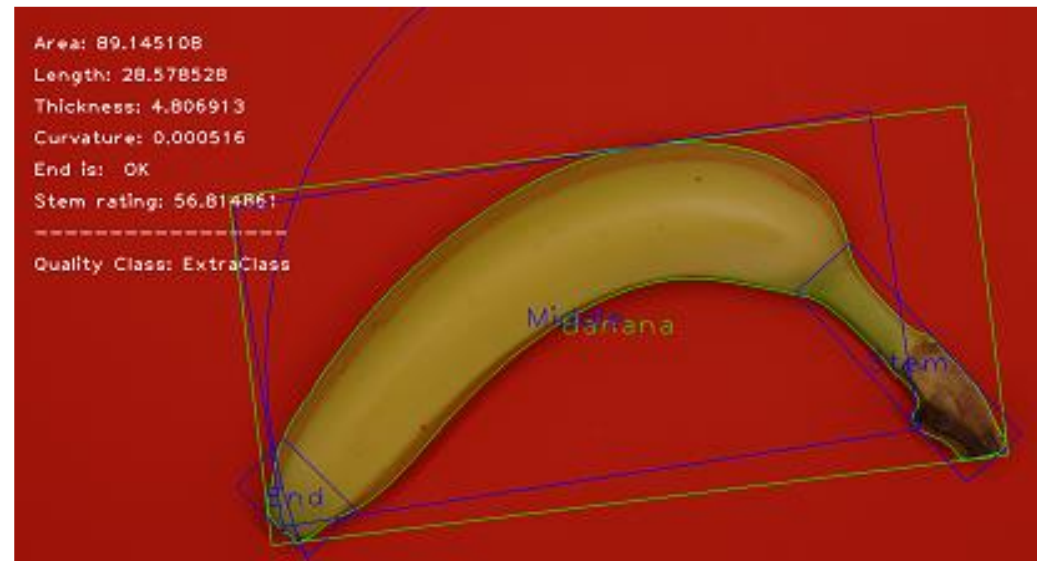 Area: 89.145108
Length: 28.578528
Thickness: 4.806913
Curvature: 0.000516
End is: OK
Stem rating: 56.814861
-----------------
Quality Class: ExtraClass
Middle
Banana
Stem
End